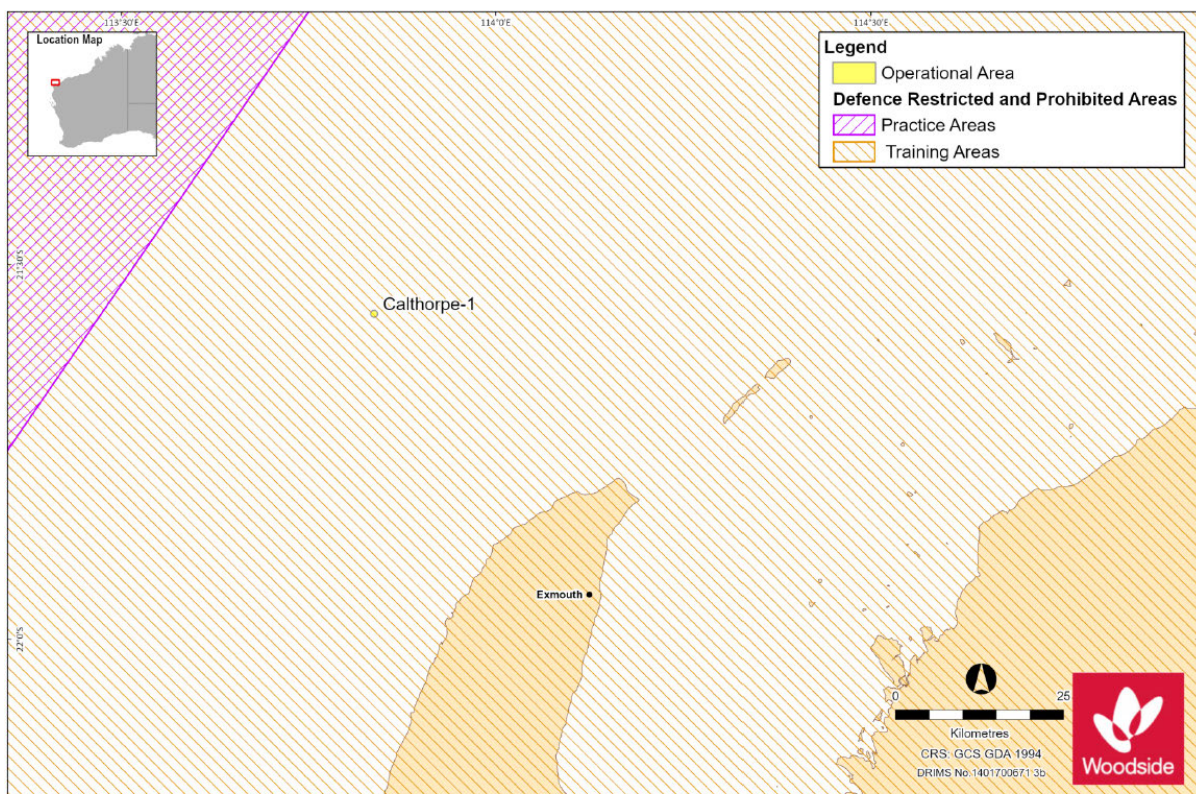 113°30'E
114°0'E
114°30'E
Location Map
Legend
Operational Area
Defence Restricted and Prohibited Areas
Practice Areas
Training Areas
21°30'S
Calthorpe-1
Exmouth
22°0'S
0
25
Kilometres
CRS: GCS GDA 1994
DRIMS No.1401700671.3b
Woodside